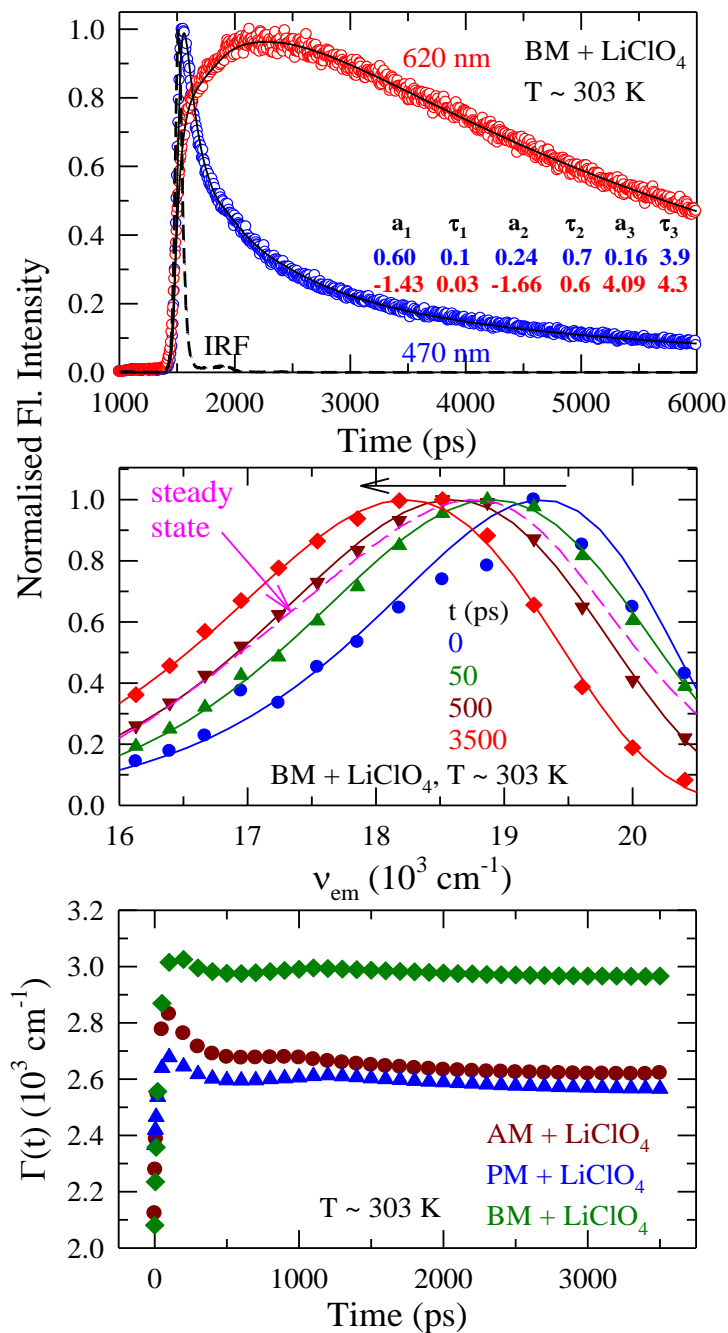 1.0
0.8
0.6
0.4
0.2
0.0
620 nm
BM + LiClO₄
T ~ 303 K
a₁ τ₁ a₂ τ₂ a₃ τ₃
0.60 0.1 0.24 0.7 0.16 3.9
-1.43 0.03 -1.66 0.6 4.09 4.3
IRF
470 nm
1000 2000 3000 4000 5000 6000
Time (ps)
Normalised Fl. Intensity
1.0
0.8
0.6
0.4
0.2
0.0
steady
state
t (ps)
0
50
500
3500
BM + LiClO₄, T ~ 303 K
16 17 18 19 20
νem (10³ cm⁻¹)
3.2
3.0
2.8
2.6
2.4
2.2
2.0
Γ(t) (10³ cm⁻¹)
AM + LiClO₄
PM + LiClO₄
BM + LiClO₄
T ~ 303 K
0 1000 2000 3000
Time (ps)